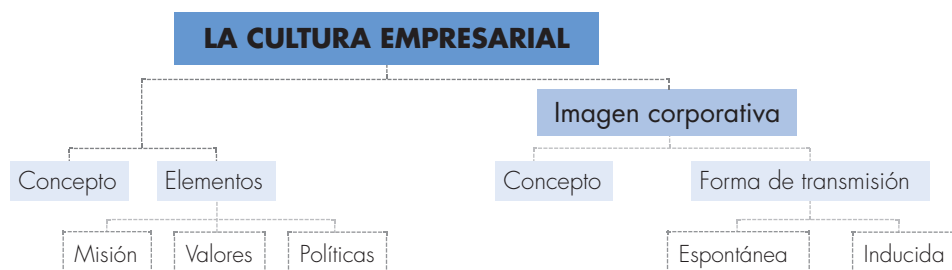 LA CULTURA EMPRESARIAL
Imagen corporativa
Concepto
Elementos
Concepto
Forma de transmisión
Misión
Valores
Políticas
Espontánea
Inducida